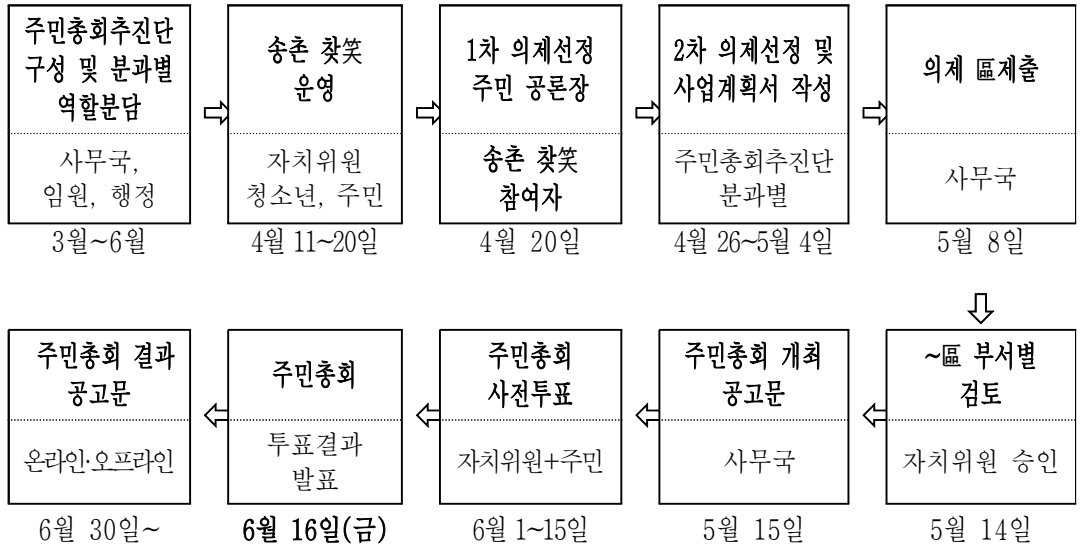 주민총회추진단
구성 및 분과별
역할분담
사무국,
임원, 행정
3월~6월
송촌 찾笑
운영
자치위원
청소년, 주민
4월 11~20일
1차 의제선정
주민 공론장
송촌 찾笑
참여자
4월 20일
2차 의제선정 및
사업계획서 작성
주민총회추진단
분과별
4월 26~5월 4일
의제 區제출
사무국
5월 8일
~區 부서별
검토
자치위원 승인
5월 14일
주민총회 개최
공고문
사무국
5월 15일
주민총회
사전투표
자치위원+주민
6월 1~15일
주민총회
투표결과
발표
6월 16일(금)
주민총회 결과
공고문
온라인·오프라인
6월 30일~